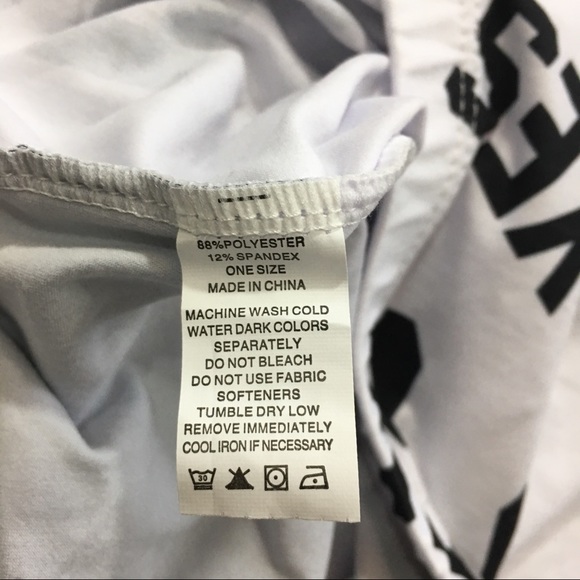 88%POLYESTER
12% SPANDEX
ONE SIZE
MADE IN CHINA
MACHINE WASH COLD
WATER DARK COLORS
SEPARATELY
DO NOT BLEACH
DO NOT USE FABRIC
SOFTENERS
TUMBLE DRY LOW
REMOVE IMMEDIATELY
COOL IRON IF NECESSARY
30